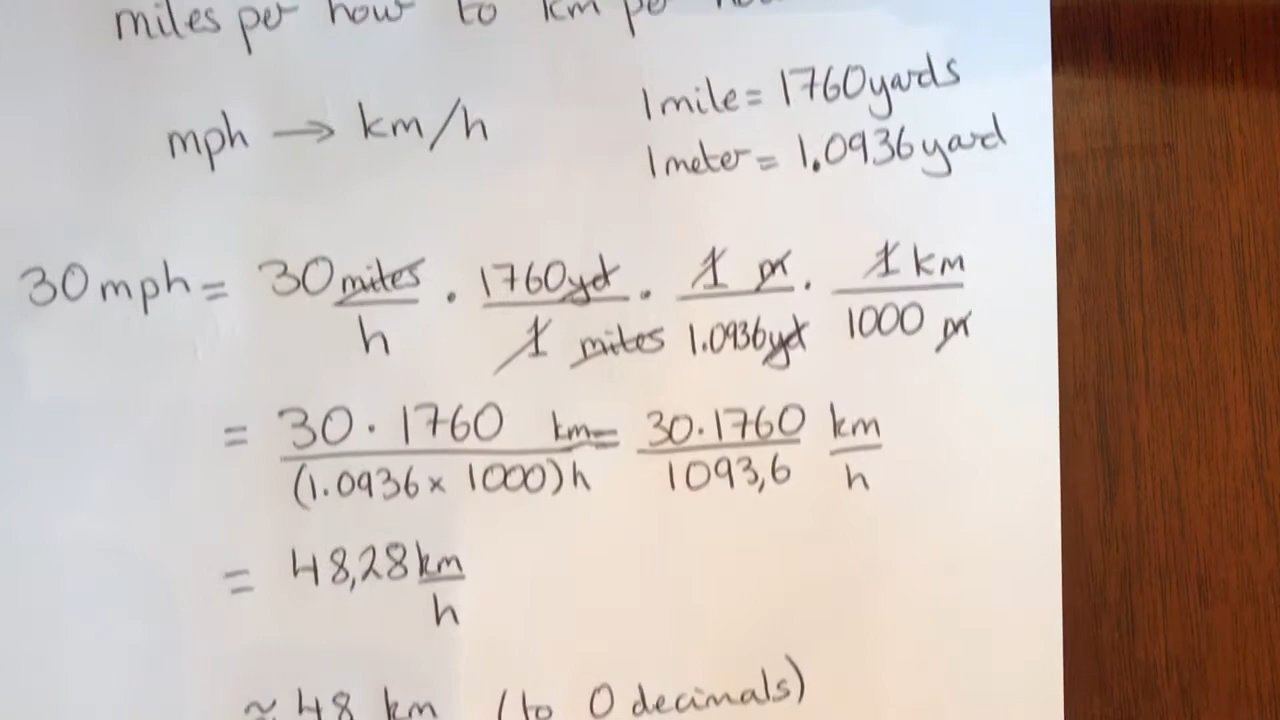 miles per hour to km per
mph → km/h
1 mile = 1760 yards
1 meter = 1.0936 yard
30 mph = 30 miles/h · 1760 yd/1 miles · 1 m/1.0936 yd · 1 km/1000 m
= 30 · 1760 km/(1.0936 x 1000) h = 30.1760/1093,6 km/h
= 48,28 km/h
≈ 48 km (to 0 decimals)